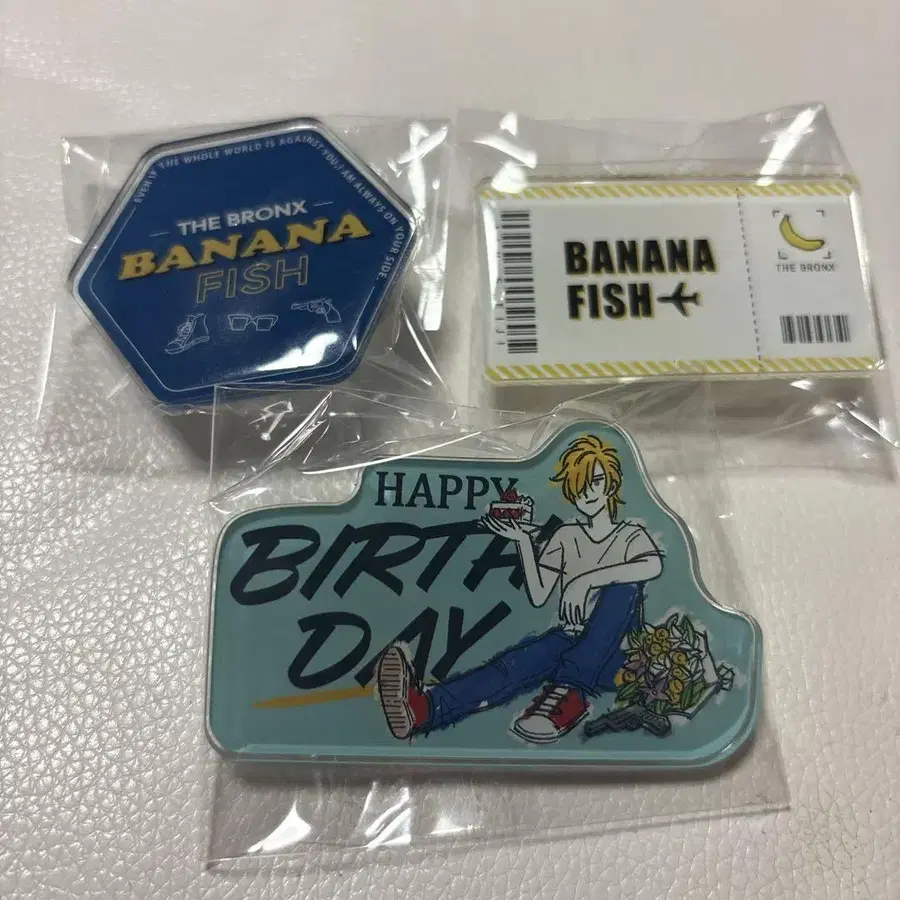 EVEN IF THE WHOLE WORLD IS AGAINST YOU, I AM ALWAYS ON YOUR SIDE
THE BRONX
BANANA
FISH
BANANA
FISH
THE BRONX
HAPPY
BIRTH
DAY